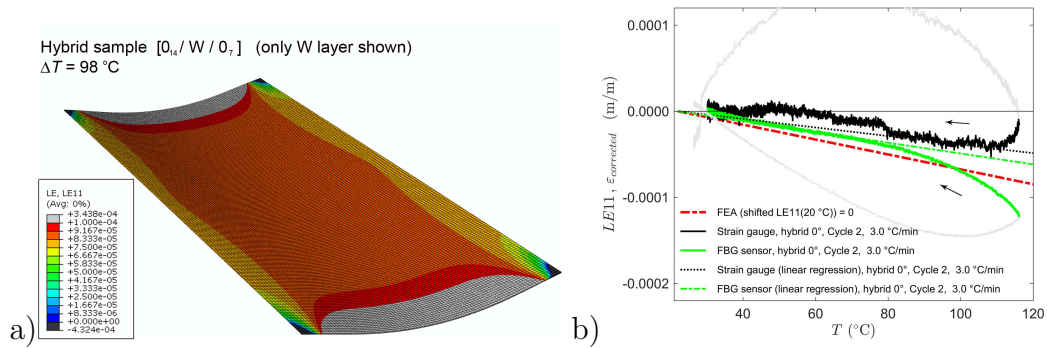 Hybrid sample [0₁₄/ W / 0₇ ] (only W layer shown)
ΔT = 98 °C
LE, LE11
(Avg: 0%)
+3.438e-04
+1.000e-04
+9.167e-05
+8.333e-05
+7.500e-05
+6.667e-05
+5.833e-05
+5.000e-05
+4.167e-05
+3.333e-05
+2.500e-05
+1.667e-05
+8.333e-06
+0.000e+00
-4.324e-04
a)
0.0001
0.0000
-0.0001
-0.0002
LE11 , εcorrected (m/m)
FEA (shifted LE11(20 °C)) = 0
Strain gauge, hybrid 0°, Cycle 2, 3.0 °C/min
FBG sensor, hybrid 0°, Cycle 2, 3.0 °C/min
Strain gauge (linear regression), hybrid 0°, Cycle 2, 3.0 °C/min
FBG sensor (linear regression), hybrid 0°, Cycle 2, 3.0 °C/min
40 60 80 100 120
T (°C)
b)